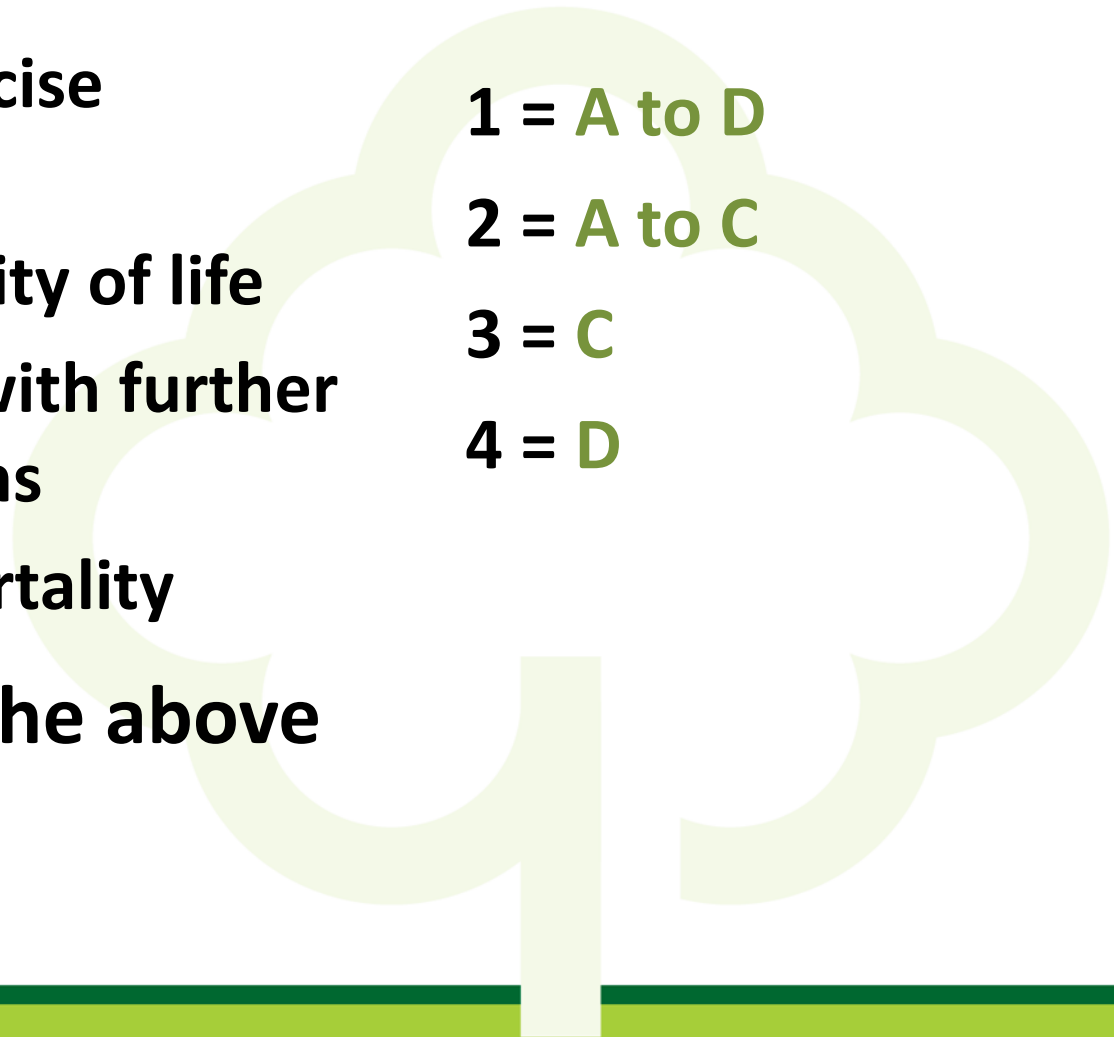 cise
ity of life
with further
ns
rtality
he above
1 = A to D
2 = A to C
3 = C
4 = D